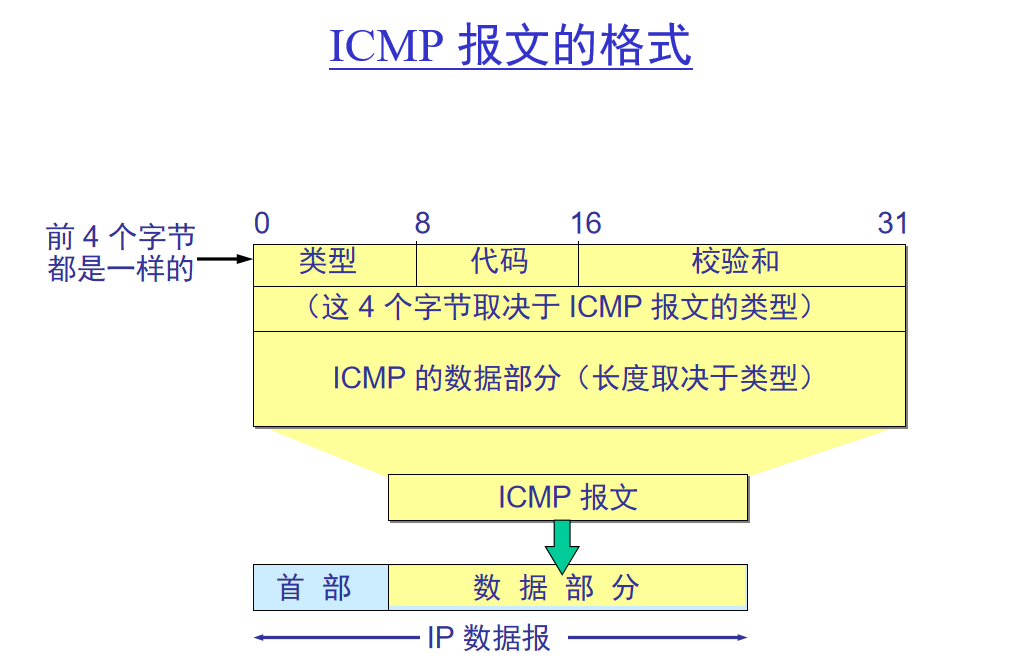 ICMP 报文的格式
0 8 16 31
前 4 个字节
都是一样的
类型 代码 校验和
（这 4 个字节取决于 ICMP 报文的类型）
ICMP 的数据部分（长度取决于类型）
ICMP 报文
首 部 数 据 部 分
IP 数据报